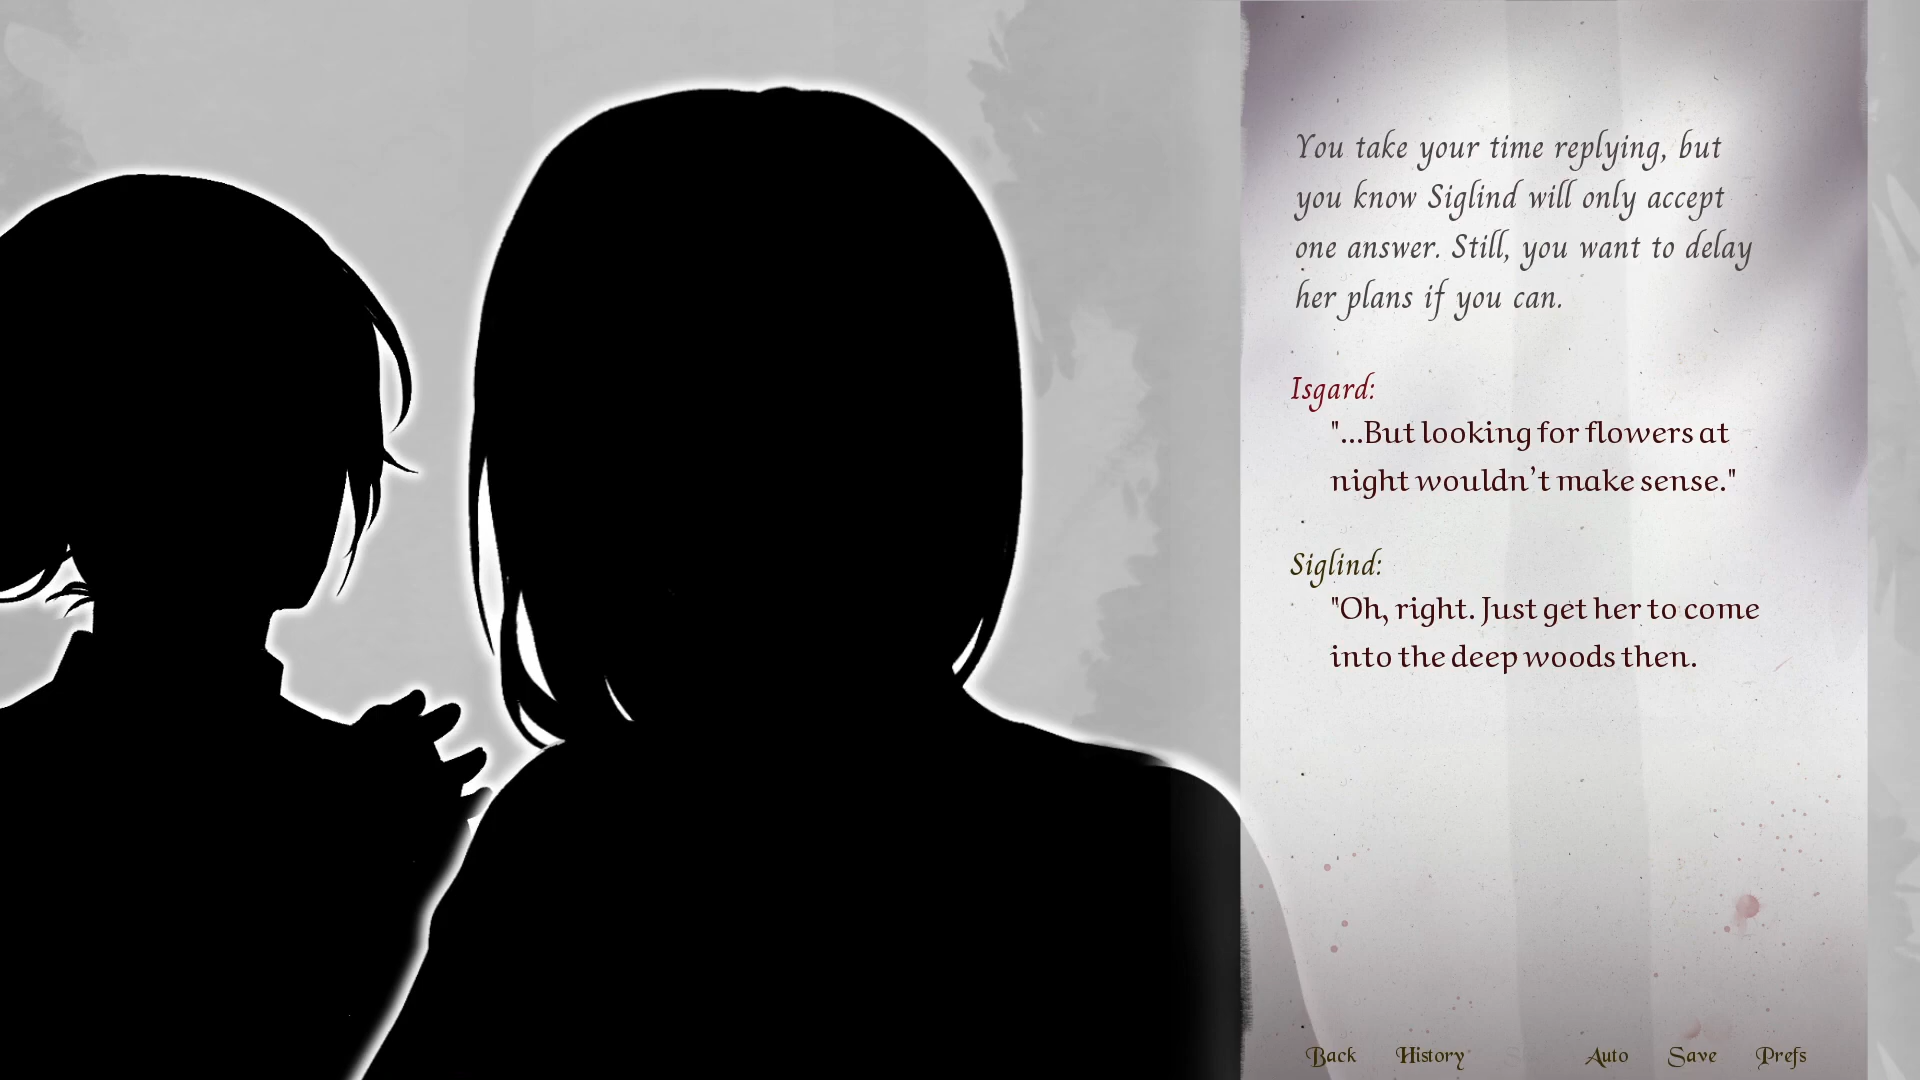 You take your time replying, but
you know Siglind will only accept
one answer. Still, you want to delay
her plans if you can.
Isgard:
"...But looking for flowers at
night wouldn't make sense."
Siglind:
"Oh, right. Just get her to come
into the deep woods then.
Back History Auto Save Prefs